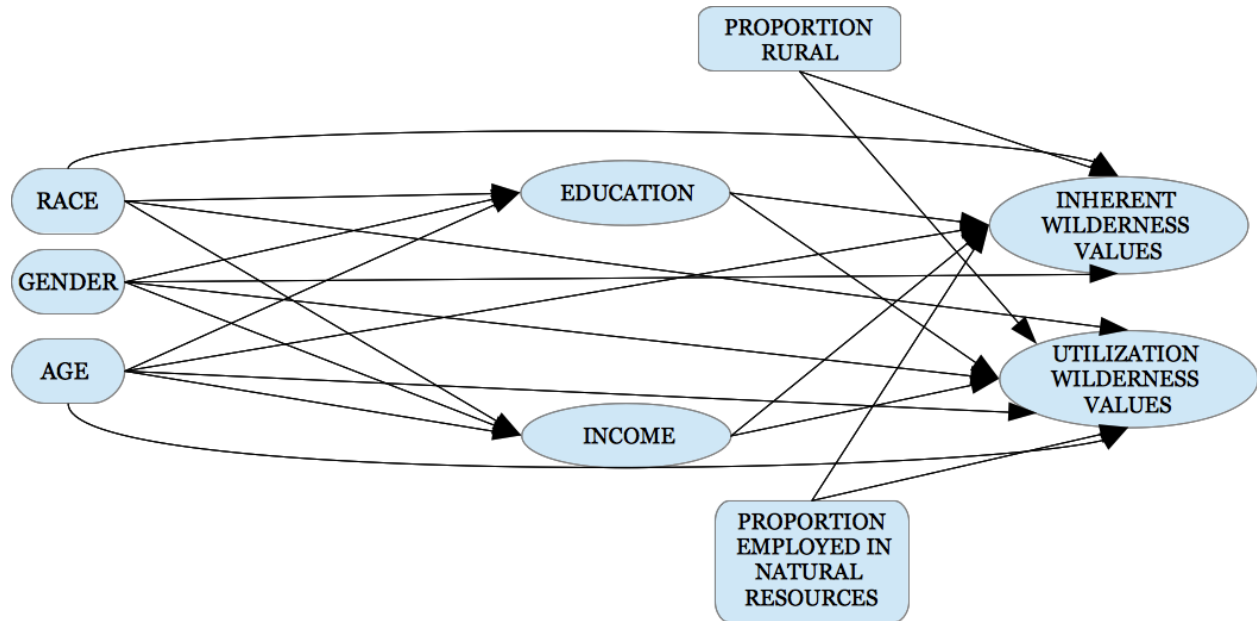 PROPORTION
RURAL
RACE
EDUCATION
INHERENT
WILDERNESS
VALUES
GENDER
AGE
UTILIZATION
WILDERNESS
VALUES
INCOME
PROPORTION
EMPLOYED IN
NATURAL
RESOURCES